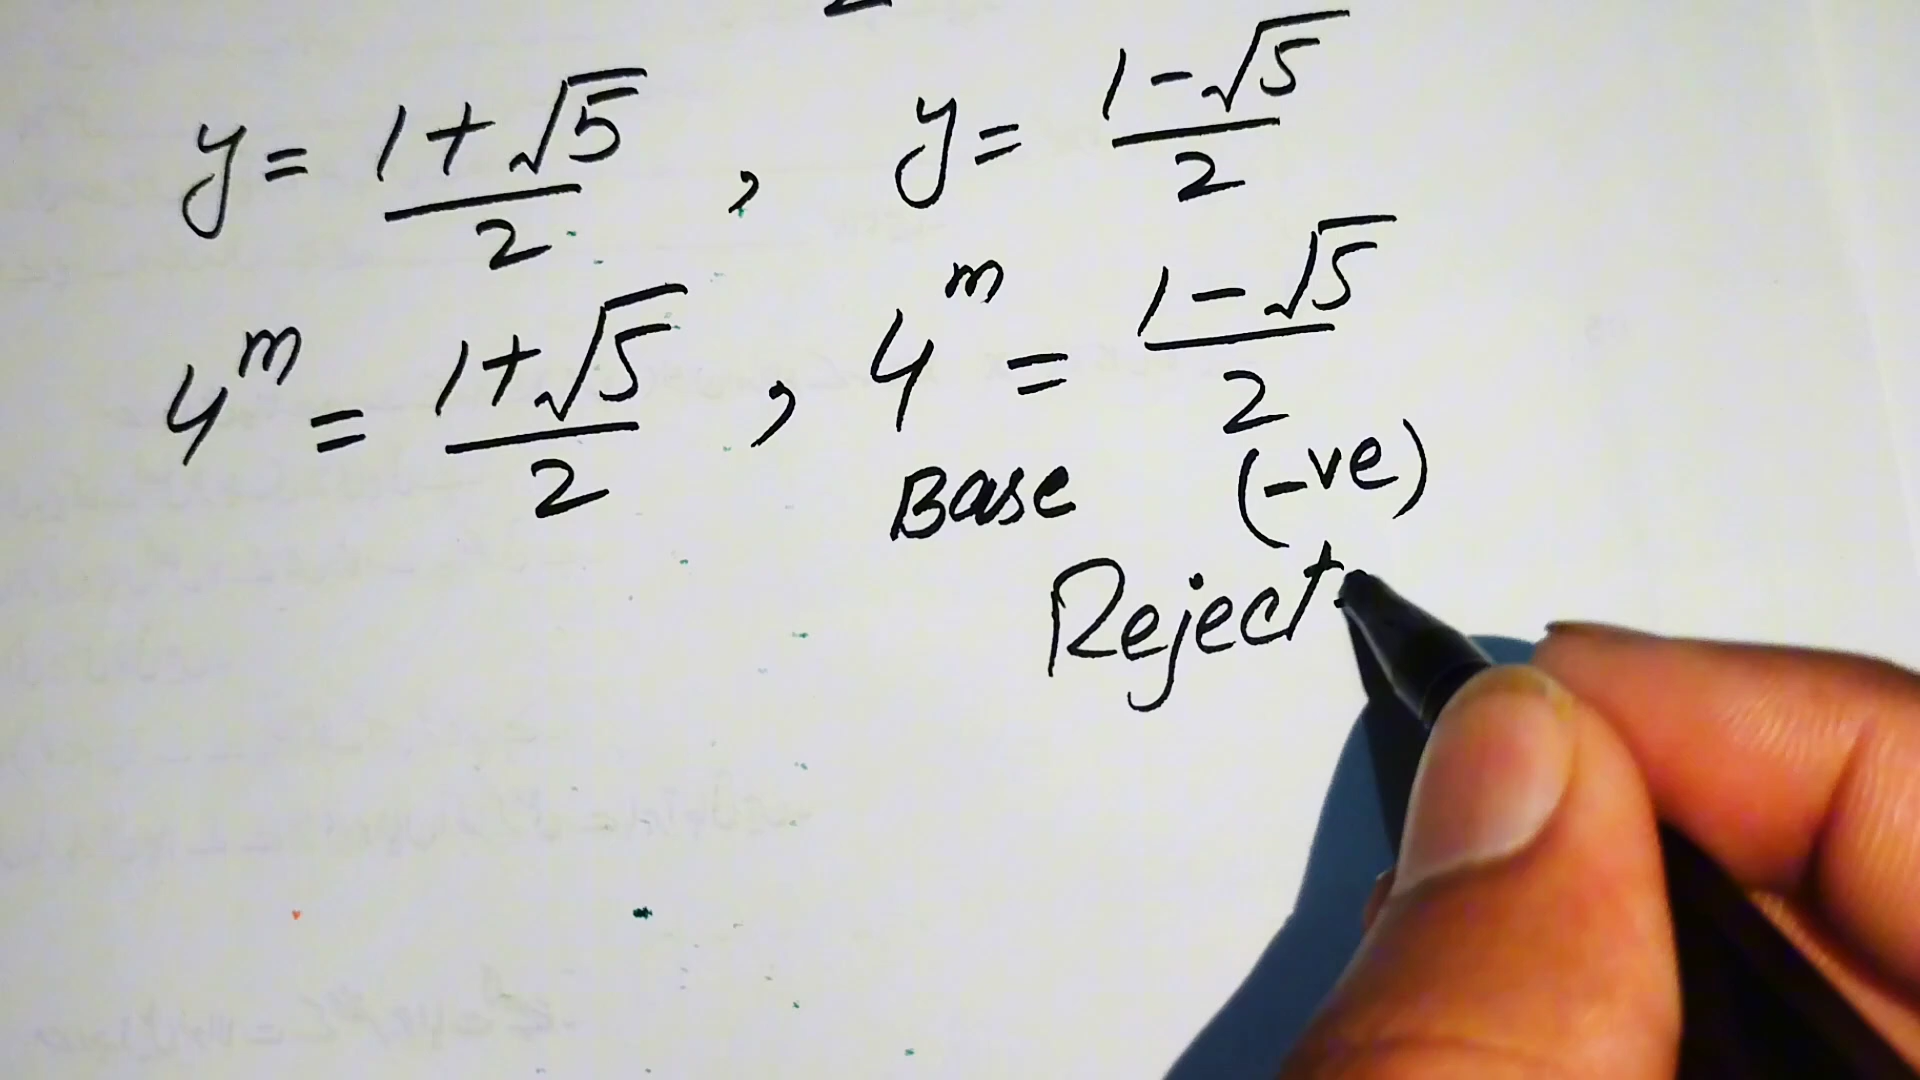 y = (1+√5)/2 , y = (1-√5)/2
4^m = (1+√5)/2 , 4^m = (1-√5)/2
Base (-ve)
Reject